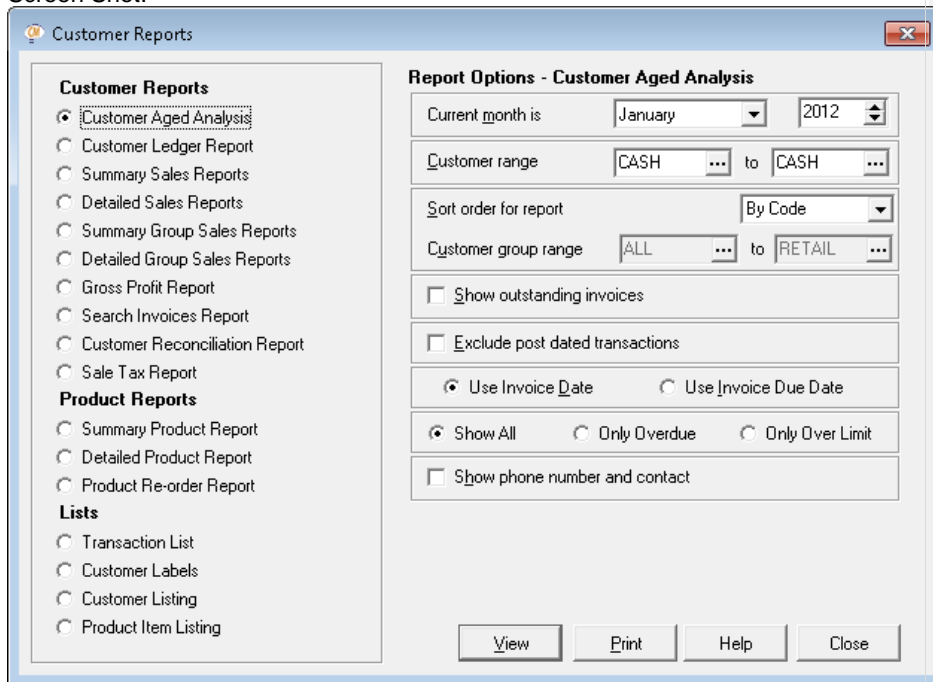 Screen Shot:
Customer Reports
Customer Reports
Customer Aged Analysis
Customer Ledger Report
Summary Sales Reports
Detailed Sales Reports
Summary Group Sales Reports
Detailed Group Sales Reports
Gross Profit Report
Search Invoices Report
Customer Reconciliation Report
Sale Tax Report
Product Reports
Summary Product Report
Detailed Product Report
Product Re-order Report
Lists
Transaction List
Customer Labels
Customer Listing
Product Item Listing
Report Options - Customer Aged Analysis
Current month is January 2012
Customer range CASH ... to CASH ...
Sort order for report By Code
Customer group range ALL ... to RETAIL ...
Show outstanding invoices
Exclude post dated transactions
Use Invoice Date Use Invoice Due Date
Show All Only Overdue Only Over Limit
Show phone number and contact
View Print Help Close